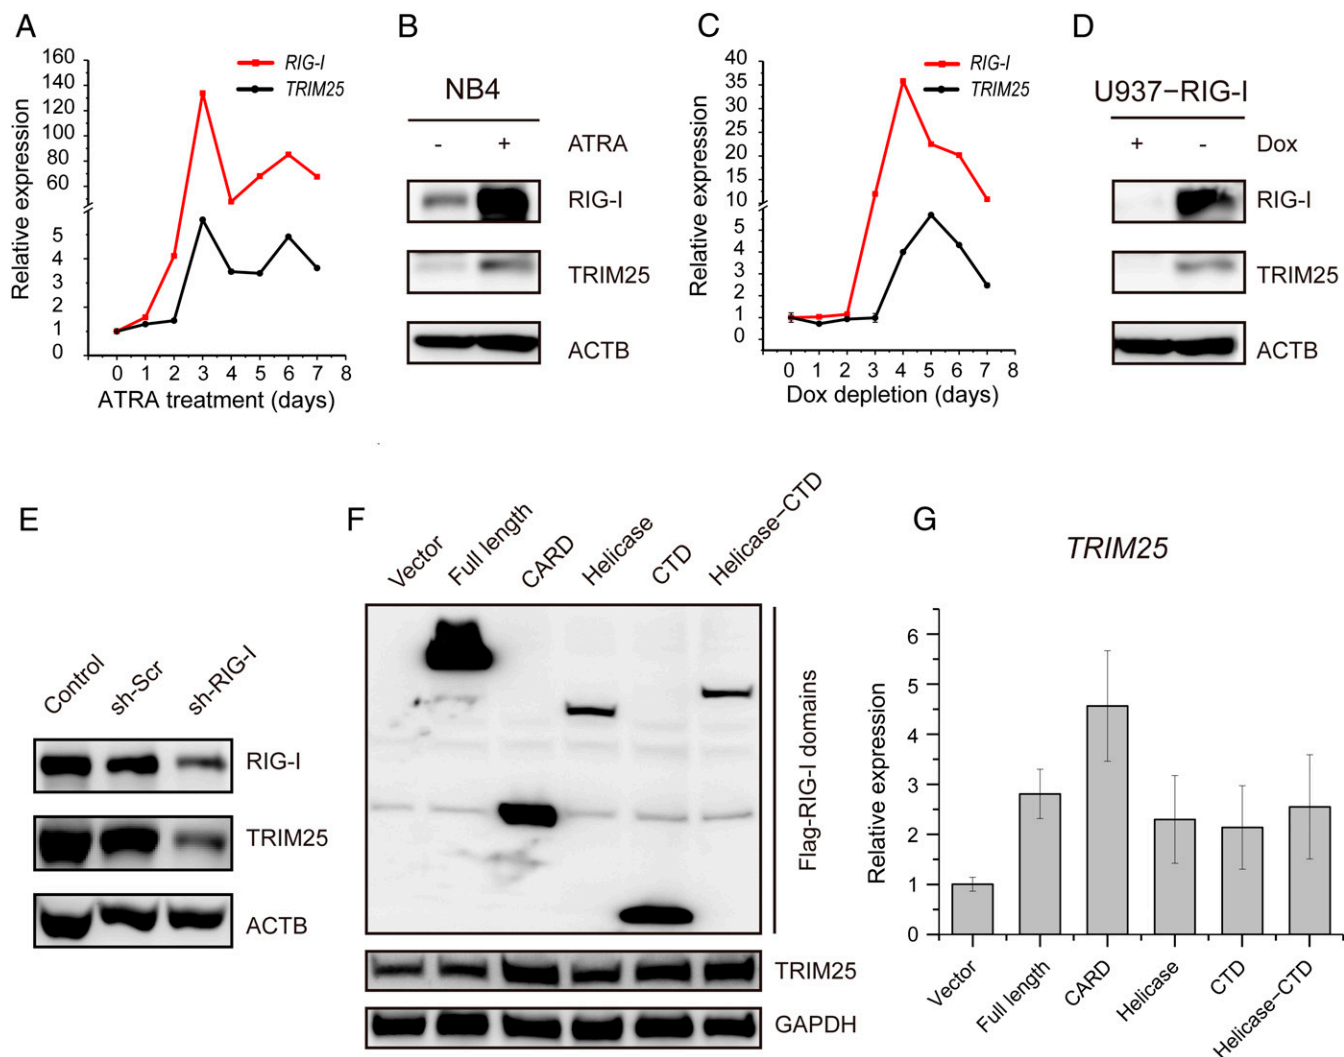 A
160
140
120
100
80
60
5
4
3
2
1
0
Relative expression
RIG-I
TRIM25
0 1 2 3 4 5 6 7 8
ATRA treatment (days)
B
NB4
- + ATRA
RIG-I
TRIM25
ACTB
C
40
35
30
25
20
15
10
5
4
3
2
1
0
Relative expression
RIG-I
TRIM25
0 1 2 3 4 5 6 7 8
Dox depletion (days)
D
U937−RIG-I
+ - Dox
RIG-I
TRIM25
ACTB
E
Control
sh-Scr
sh-RIG-I
RIG-I
TRIM25
ACTB
F
Vector
Full length
CARD
Helicase
CTD
Helicase−CTD
Flag-RIG-I domains
TRIM25
GAPDH
G
TRIM25
6
5
4
3
2
1
0
Relative expression
Vector
Full length
CARD
Helicase
CTD
Helicase−CTD